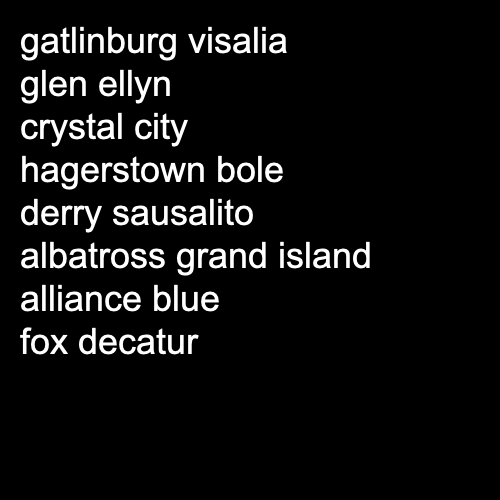 gatlinburg visalia
glen ellyn
crystal city
hagerstown bole
derry sausalito
albatross grand island
alliance blue
fox decatur